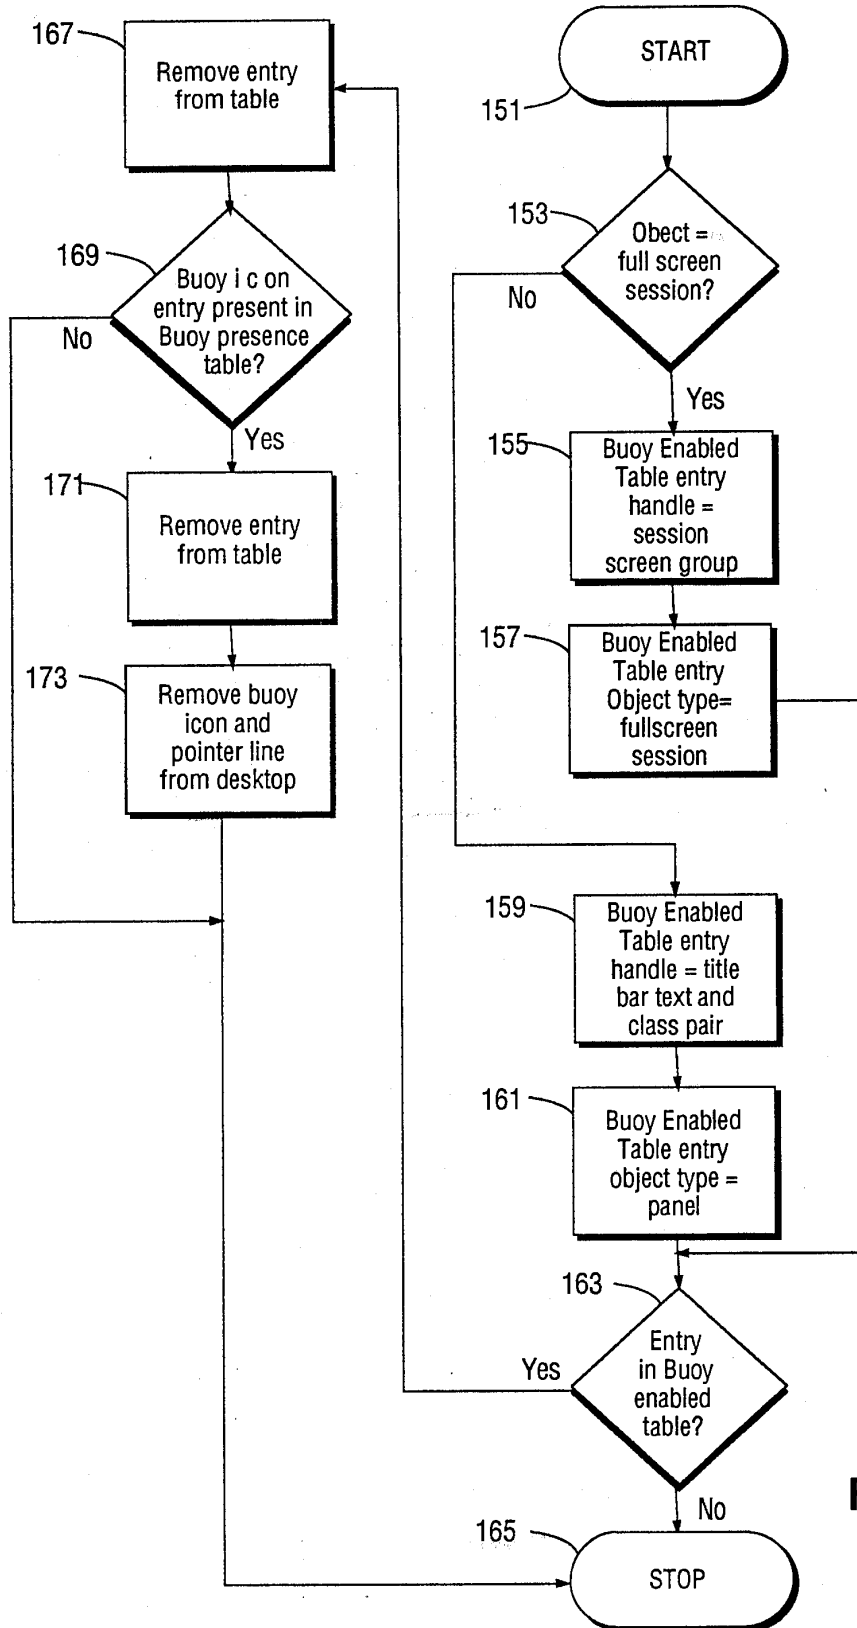 167
Remove entry
from table
169
Buoy i c on
entry present in
Buoy presence
table?
No
Yes
171
Remove entry
from table
173
Remove buoy
icon and
pointer line
from desktop
START
151
153
Obect =
full screen
session?
No
Yes
155
Buoy Enabled
Table entry
handle =
session
screen group
157
Buoy Enabled
Table entry
Object type=
fullscreen
session
159
Buoy Enabled
Table entry
handle = title
bar text and
class pair
161
Buoy Enabled
Table entry
object type =
panel
163
Entry
in Buoy
enabled
table?
Yes
No
165
STOP